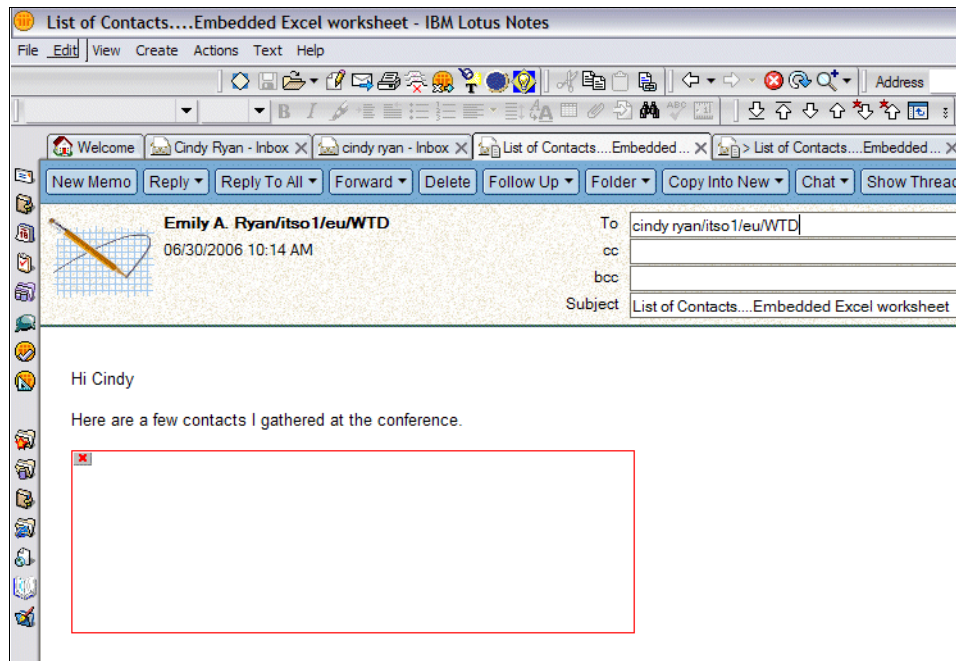 List of Contacts....Embedded Excel worksheet - IBM Lotus Notes
File Edit View Create Actions Text Help
Address
Welcome Cindy Ryan - Inbox cindy ryan - Inbox List of Contacts....Embedded ... > List of Contacts....Embedded ...
New Memo Reply Reply To All Forward Delete Follow Up Folder Copy Into New Chat Show Threa
Emily A. Ryan/itso1/eu/WTD To cindy ryan/itso1/eu/WTD
06/30/2006 10:14 AM cc
bcc
Subject List of Contacts....Embedded Excel worksheet
Hi Cindy
Here are a few contacts I gathered at the conference.